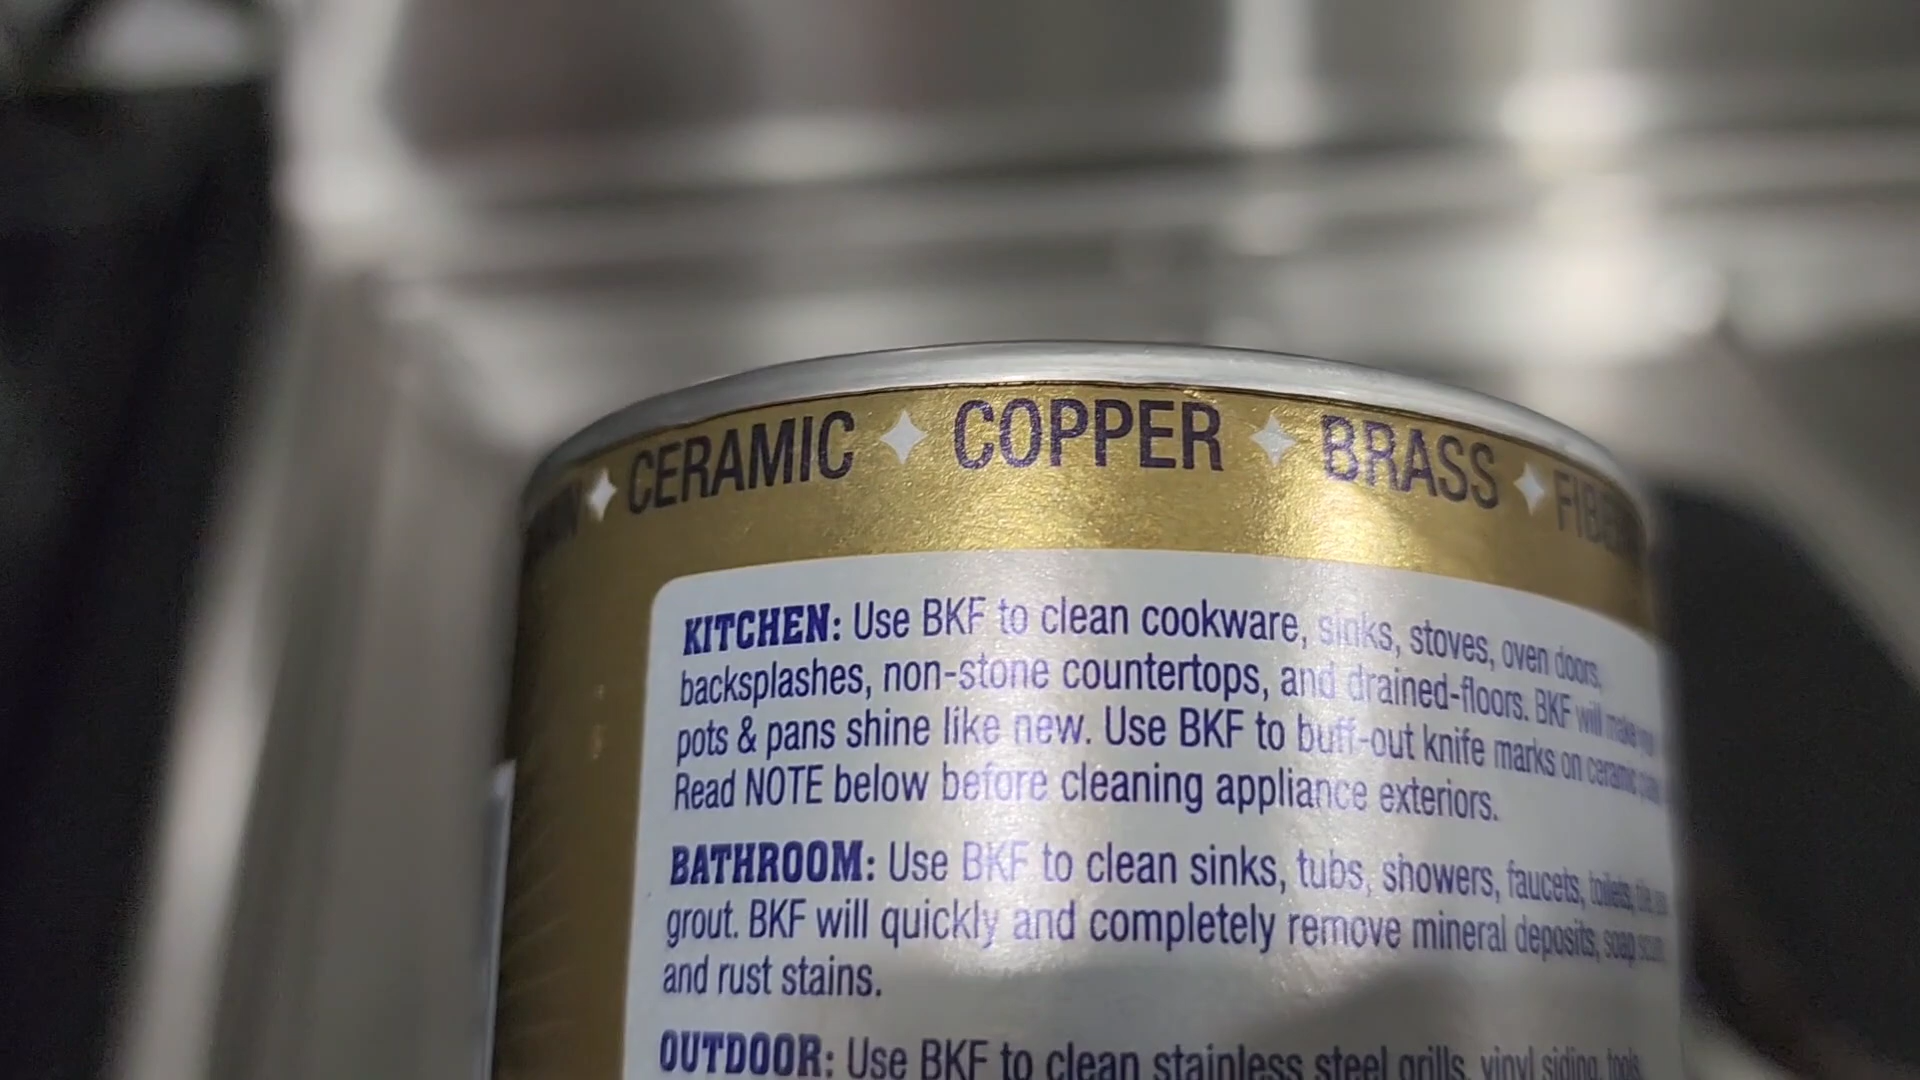 CERAMIC ✦ COPPER ✦ BRASS ✦
KITCHEN: Use BKF to clean cookware, sinks, stoves, oven doors,
backsplashes, non-stone countertops, and drained-floors. BKF will make your
pots & pans shine like new. Use BKF to buff-out knife marks on ceramic
Read NOTE below before cleaning appliance exteriors.
BATHROOM: Use BKF to clean sinks, tubs, showers, faucets, toilets,
grout. BKF will quickly and completely remove mineral deposits, soap scum
and rust stains.
OUTDOOR: Use BKF to clean stainless steel grills, vinyl siding, tools,